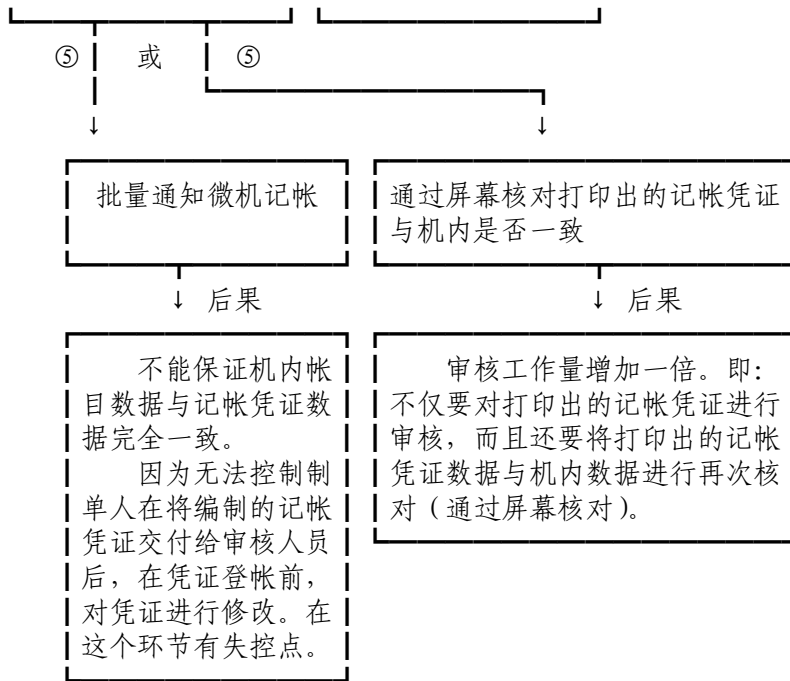 ⑤ 或 ⑤
↓ ↓
批量通知微机记帐
通过屏幕核对打印出的记帐凭证
与机内是否一致
↓ 后果 ↓ 后果
不能保证机内帐
目数据与记帐凭证数
据完全一致。
因为无法控制制
单人在将编制的记帐
凭证交付给审核人员
后，在凭证登帐前，
对凭证进行修改。在
这个环节有失控点。
审核工作量增加一倍。即：
不仅要对打印出的记帐凭证进行
审核，而且还要将打印出的记帐
凭证数据与机内数据进行再次核
对（通过屏幕核对）。